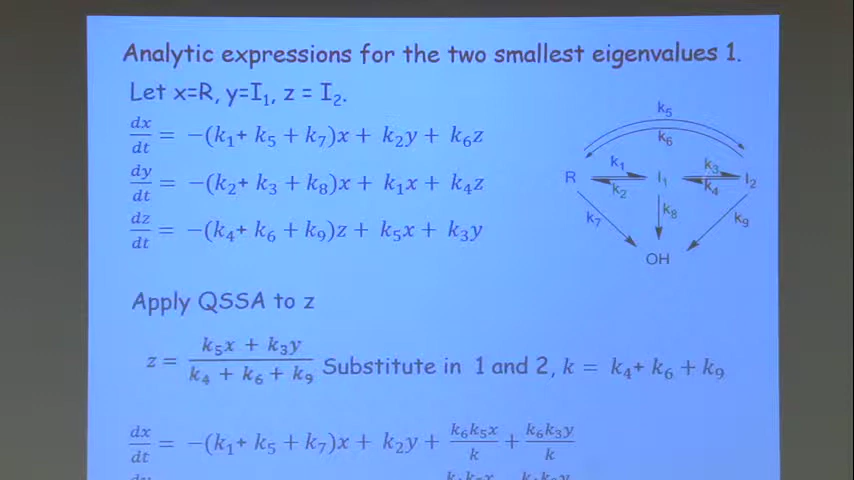 Analytic expressions for the two smallest eigenvalues 1.
Let x=R, y=I₁, z = I₂.
dx/dt = −(k₁+ k₅ + k₇)x + k₂y + k₆z
dy/dt = −(k₂+ k₃ + k₈)x + k₁x + k₄z
dz/dt = −(k₄+ k₆ + k₉)z + k₅x + k₃y
k₅
k₆
R k₁ k₂ I₁ k₃ k₄ I₂
k₇ k₈ k₉
OH
Apply QSSA to z
z = (k₅x + k₃y)/(k₄ + k₆ + k₉) Substitute in 1 and 2, k = k₄+ k₆ + k₉
dx/dt = −(k₁+ k₅ + k₇)x + k₂y + k₆k₅x/k + k₆k₃y/k